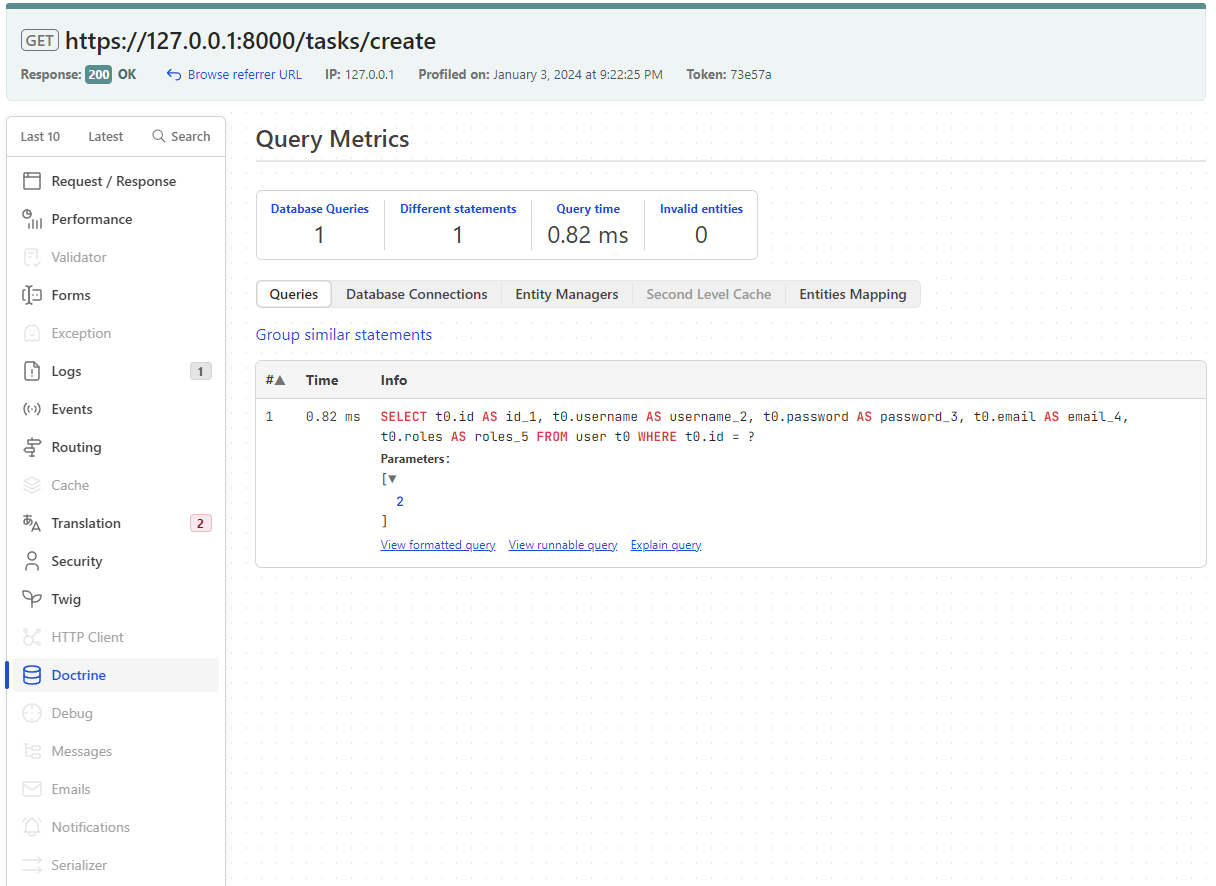 GET https://127.0.0.1:8000/tasks/create
Response: 200 OK Browse referrer URL IP: 127.0.0.1 Profiled on: January 3, 2024 at 9:22:25 PM Token: 73e57a
Last 10 Latest Search
Request / Response
Performance
Validator
Forms
Exception
Logs 1
Events
Routing
Cache
Translation 2
Security
Twig
HTTP Client
Doctrine
Debug
Messages
Emails
Notifications
Serializer
Query Metrics
Database Queries Different statements Query time Invalid entities
1 1 0.82 ms 0
Queries Database Connections Entity Managers Second Level Cache Entities Mapping
Group similar statements
#▲ Time Info
1 0.82 ms SELECT t0.id AS id_1, t0.username AS username_2, t0.password AS password_3, t0.email AS email_4,
t0.roles AS roles_5 FROM user t0 WHERE t0.id = ?
Parameters:
[▼
2
]
View formatted query View runnable query Explain query